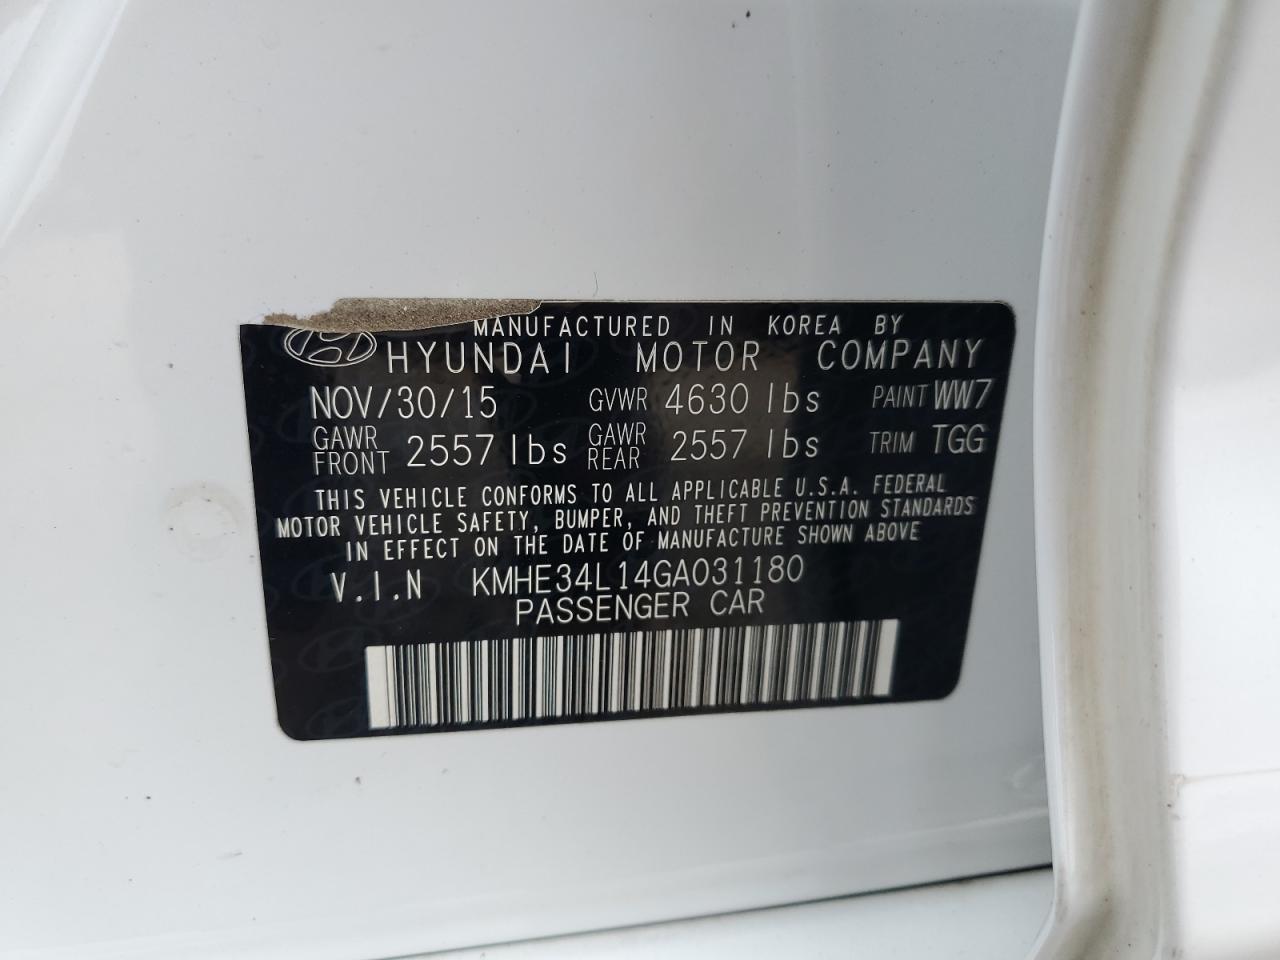 MANUFACTURED IN KOREA BY
HYUNDAI MOTOR COMPANY
NOV/30/15 GVWR 4630 lbs PAINT WW7
GAWR FRONT 2557 lbs GAWR REAR 2557 lbs TRIM TGG
THIS VEHICLE CONFORMS TO ALL APPLICABLE U.S.A. FEDERAL
MOTOR VEHICLE SAFETY, BUMPER, AND THEFT PREVENTION STANDARDS
IN EFFECT ON THE DATE OF MANUFACTURE SHOWN ABOVE
V.I.N KMHE34L14GA031180
PASSENGER CAR